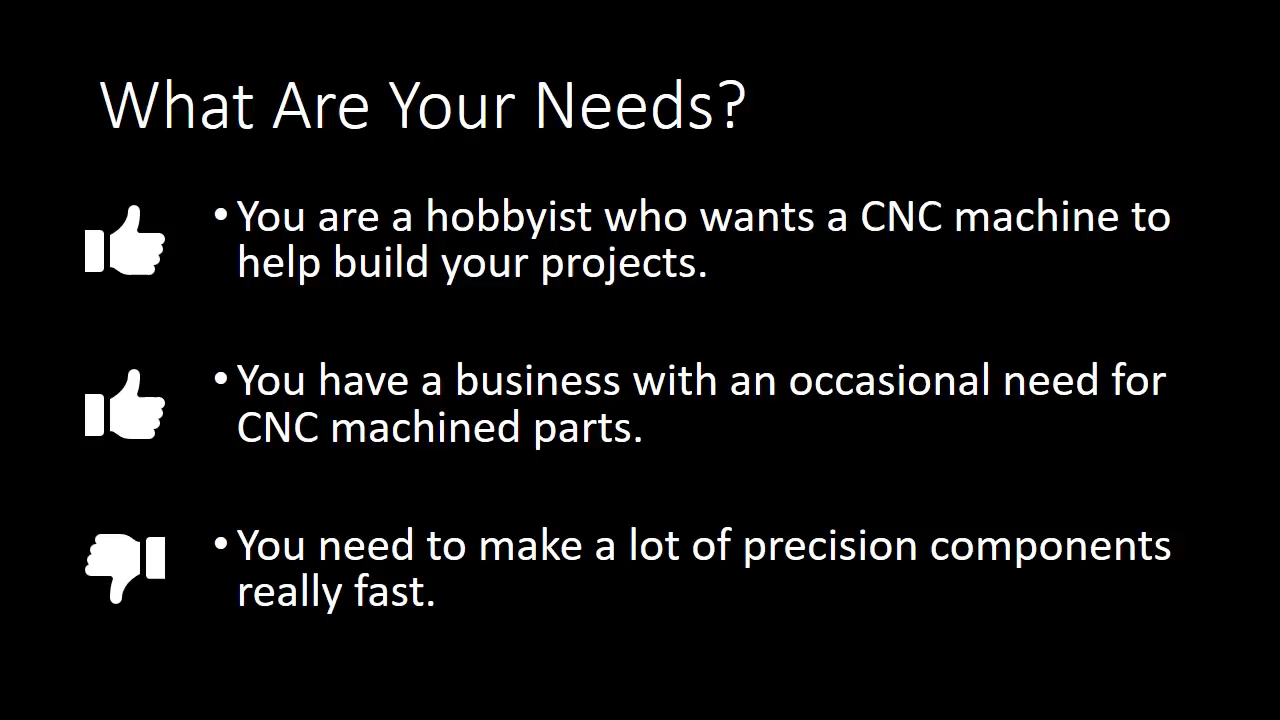 What Are Your Needs?
• You are a hobbyist who wants a CNC machine to
help build your projects.
• You have a business with an occasional need for
CNC machined parts.
• You need to make a lot of precision components
really fast.